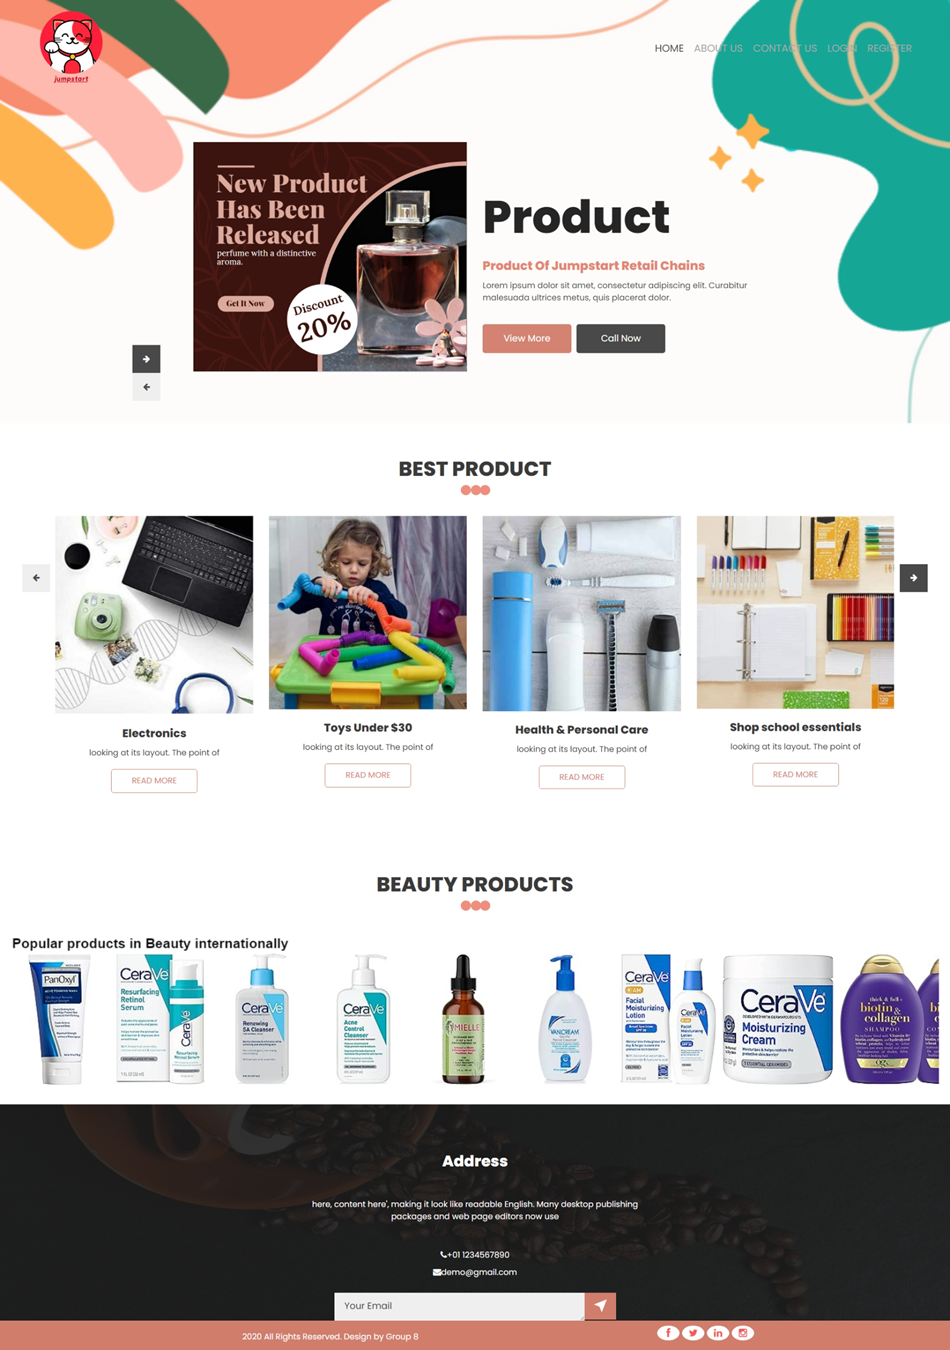 jumpstart
HOME ABOUT US CONTACT US LOGIN REGISTER
New Product
Has Been
Released
perfume with a distinctive
aroma.
Get It Now
Discount
20%
Product
Product Of Jumpstart Retail Chains
Lorem ipsum dolor sit amet, consectetur adipiscing elit. Curabitur
malesuada ultrices metus, quis placerat dolor.
View More
Call Now
BEST PRODUCT
Electronics
looking at its layout. The point of
READ MORE
Toys Under $30
looking at its layout. The point of
READ MORE
Health & Personal Care
looking at its layout. The point of
READ MORE
Shop school essentials
looking at its layout. The point of
READ MORE
BEAUTY PRODUCTS
Popular products in Beauty internationally
PanOxyl
CeraVe
Resurfacing
Retinol
Serum
CeraVe
CeraVe
Renewing
SA Cleanser
CeraVe
Acne
Control
Cleanser
MIELLE
VANICREAM
CeraVe
AM
Facial
Moisturizing
Lotion
CeraVe
Facial
Moisturizing
Lotion
CeraVe
Moisturizing
Cream
thick & full
biotin &
collagen
SHAMPOO
Address
here, content here', making it look like readable English. Many desktop publishing
packages and web page editors now use
+01 1234567890
demo@gmail.com
Your Email
2020 All Rights Reserved. Design by Group 8